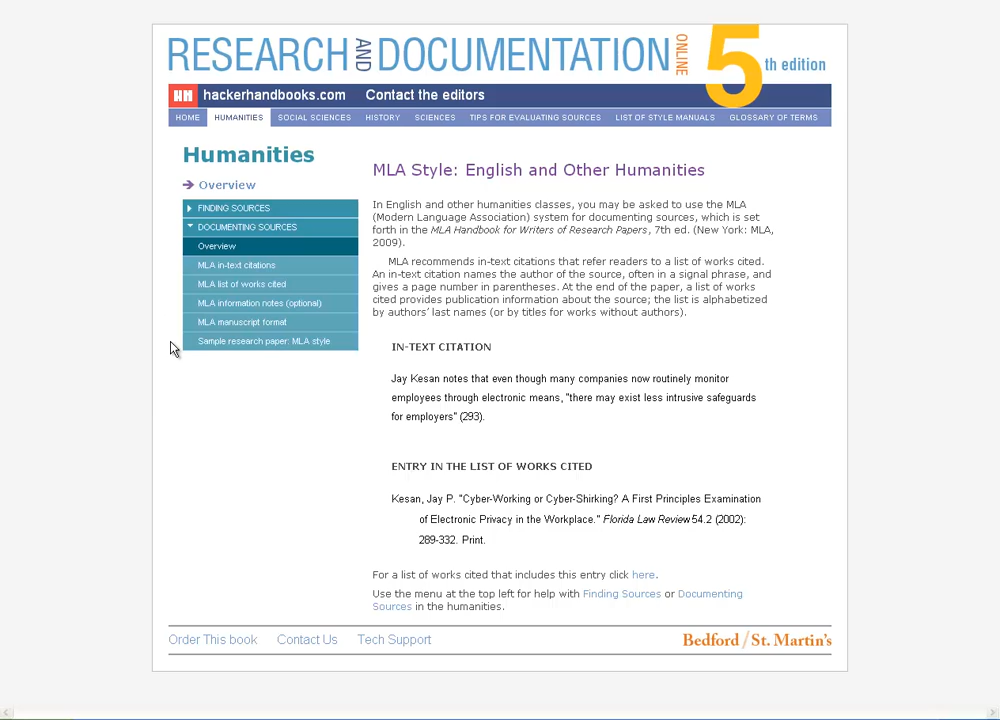 RESEARCH AND DOCUMENTATION ONLINE 5th edition
hackerhandbooks.com Contact the editors
HOME HUMANITIES SOCIAL SCIENCES HISTORY SCIENCES TIPS FOR EVALUATING SOURCES LIST OF STYLE MANUALS GLOSSARY OF TERMS
Humanities
Overview
FINDING SOURCES
DOCUMENTING SOURCES
Overview
MLA in-text citations
MLA list of works cited
MLA information notes (optional)
MLA manuscript format
Sample research paper: MLA style
MLA Style: English and Other Humanities
In English and other humanities classes, you may be asked to use the MLA
(Modern Language Association) system for documenting sources, which is set
forth in the MLA Handbook for Writers of Research Papers, 7th ed. (New York: MLA,
2009).
MLA recommends in-text citations that refer readers to a list of works cited.
An in-text citation names the author of the source, often in a signal phrase, and
gives a page number in parentheses. At the end of the paper, a list of works
cited provides publication information about the source; the list is alphabetized
by authors’ last names (or by titles for works without authors).
IN-TEXT CITATION
Jay Kesan notes that even though many companies now routinely monitor
employees through electronic means, "there may exist less intrusive safeguards
for employers" (293).
ENTRY IN THE LIST OF WORKS CITED
Kesan, Jay P. "Cyber-Working or Cyber-Shirking? A First Principles Examination
of Electronic Privacy in the Workplace." Florida Law Review 54.2 (2002):
289-332. Print.
For a list of works cited that includes this entry click here.
Use the menu at the top left for help with Finding Sources or Documenting
Sources in the humanities.
Order This book Contact Us Tech Support Bedford / St. Martin's